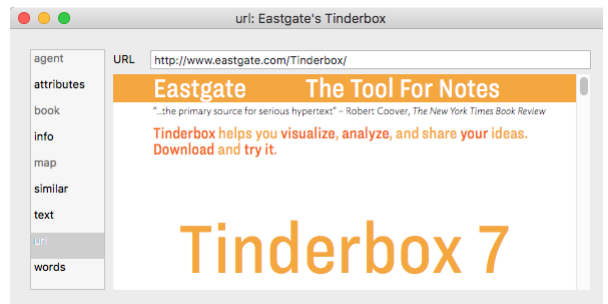 url: Eastgate's Tinderbox
agent
attributes
book
info
map
similar
text
url
words
URL http://www.eastgate.com/Tinderbox/
Eastgate The Tool For Notes
"...the primary source for serious hypertext" – Robert Coover, The New York Times Book Review
Tinderbox helps you visualize, analyze, and share your ideas.
Download and try it.
Tinderbox 7